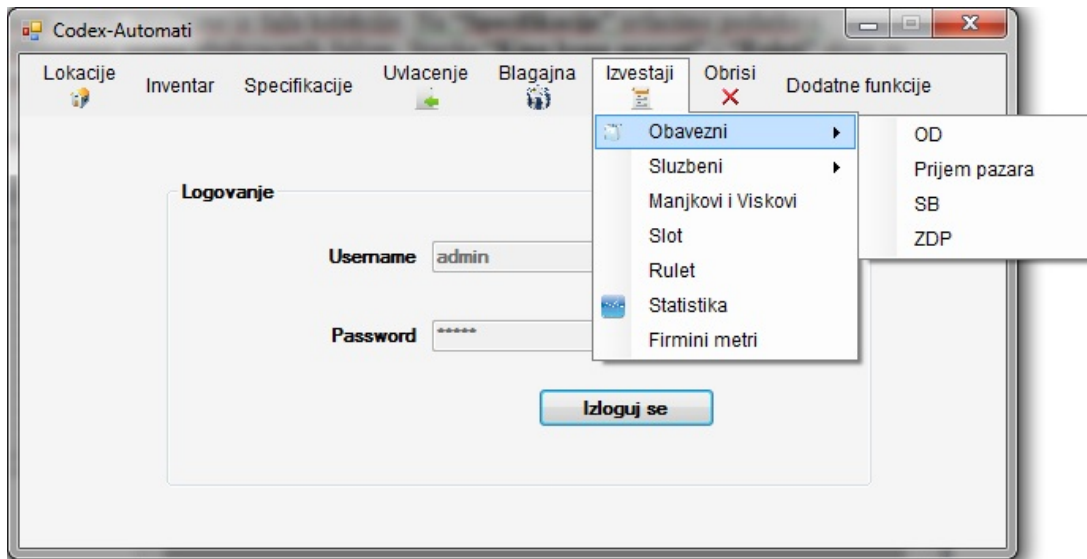 Codex-Automati
Lokacije Inventar Specifikacije Uvlacenje Blagajna Izvestaji Obrisi Dodatne funkcije
Obavezni
Sluzbeni
Manjkovi i Viskovi
Slot
Rulet
Statistika
Firmini metri
OD
Prijem pazara
SB
ZDP
Logovanje
Username admin
Password *****
Izloguj se